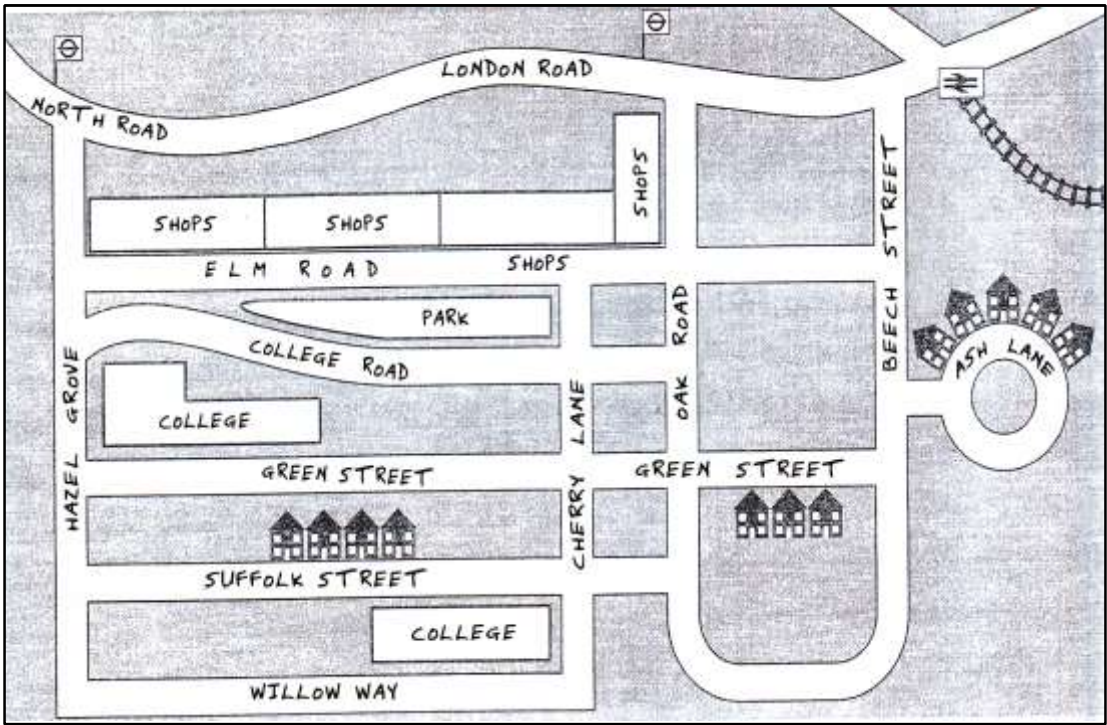 LONDON ROAD
NORTH ROAD
SHOPS
SHOPS
SHOPS
ELM ROAD
SHOPS
BEECH STREET
PARK
OAK ROAD
COLLEGE ROAD
ASH LANE
HAZEL GROVE
COLLEGE
CHERRY LANE
GREEN STREET
GREEN STREET
SUFFOLK STREET
COLLEGE
WILLOW WAY